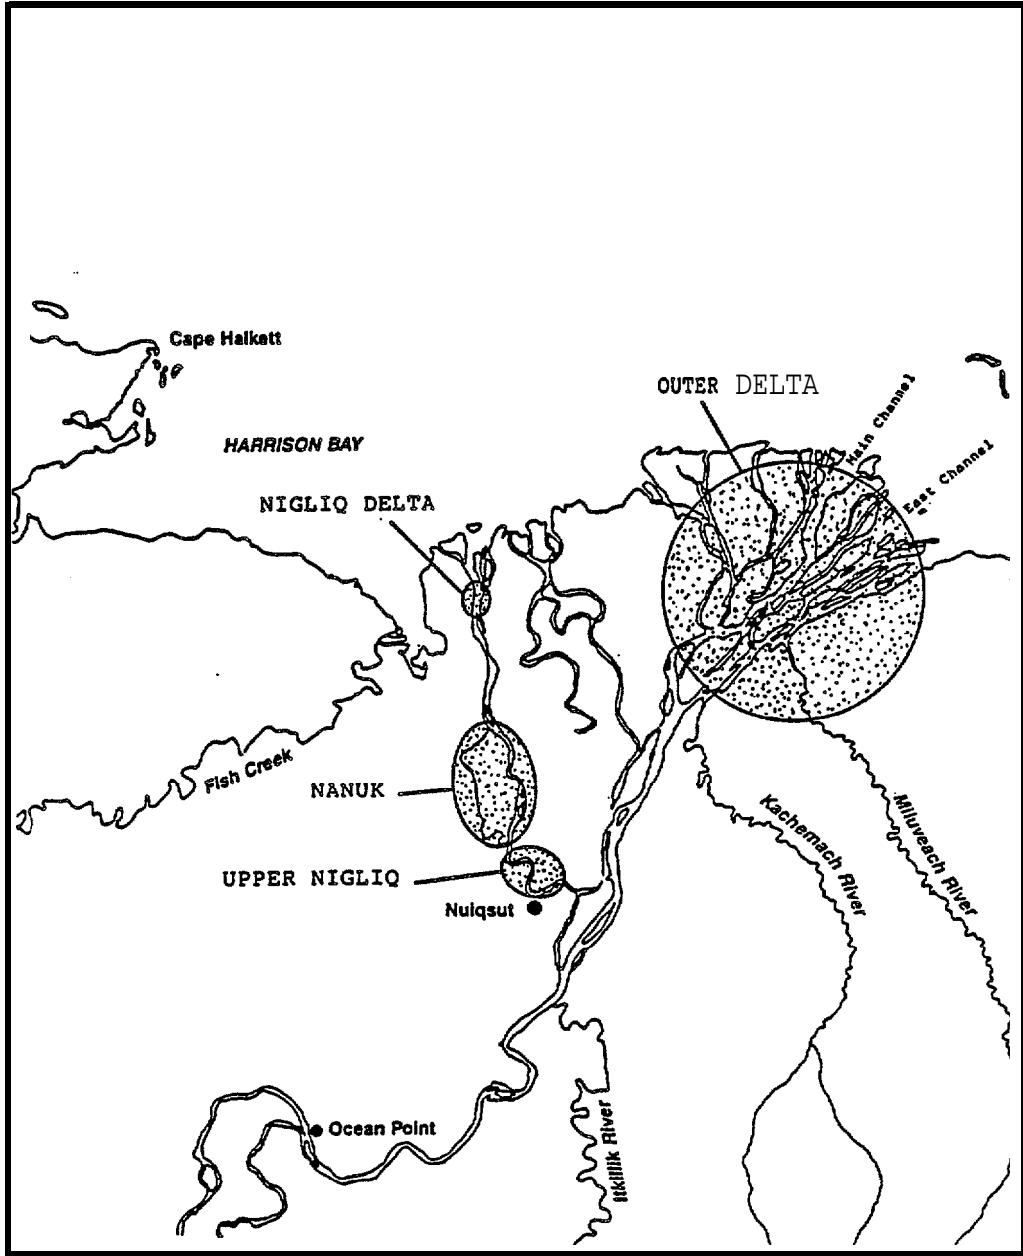 Cape Halkett
OUTER DELTA
Main Channel
HARRISON BAY
East Channel
NIGLIQ DELTA
Fish Creek
NANUK
Kachemach River
Miluveach River
UPPER NIGLIQ
Nuiqsut
Ocean Point
Itkillik River